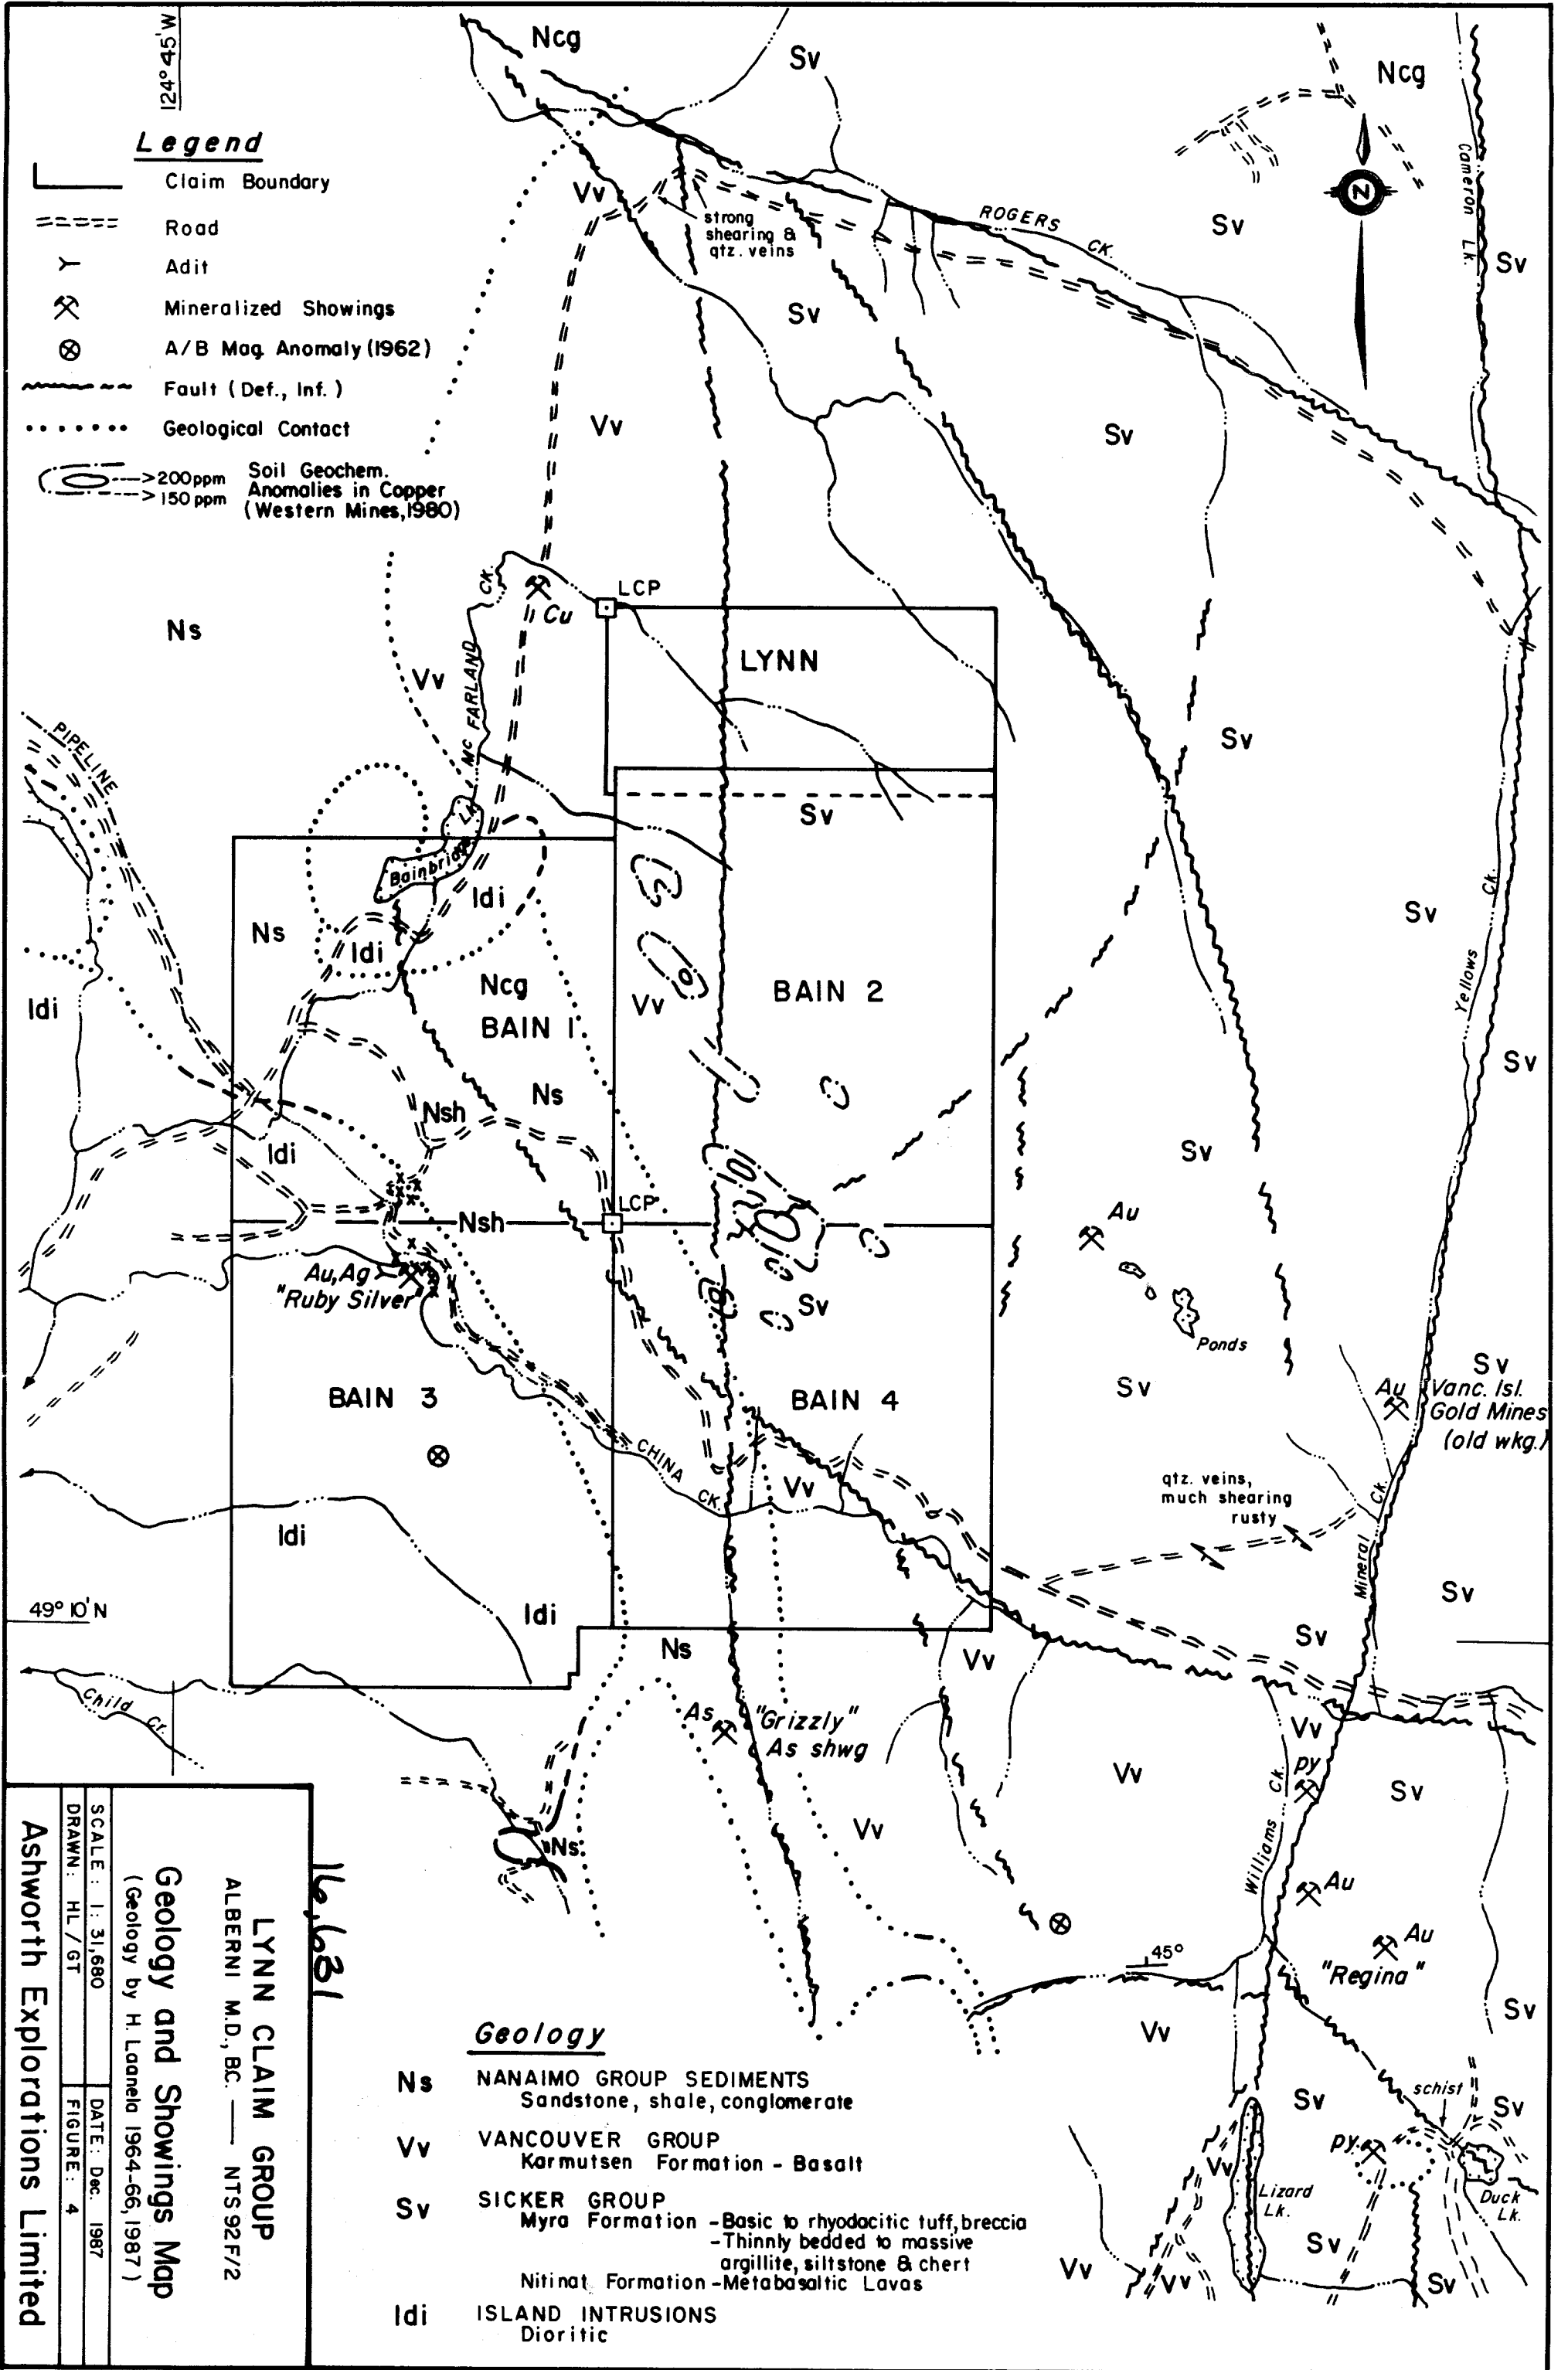 124° 45' W
Ncg
Sv
Ncg
Legend
Claim Boundary
Road
Adit
Mineralized Showings
A/B Mag. Anomaly (1962)
Fault (Def., Inf.)
Geological Contact
>200ppm
>150 ppm
Soil Geochem.
Anomalies in Copper
(Western Mines, 1980)
N
Cameron Lk.
Vv
strong
shearing &
qtz. veins
ROGERS CK.
Sv
Sv
Sv
Vv
Sv
LCP
Cu
Ns
Vv
Mc FARLAND CK.
LYNN
Sv
PIPELINE
Sv
Bainbridge Lk.
Idi
Ns
Idi
Ncg
BAIN 1
Vv
BAIN 2
Sv
Yellows Ck.
Idi
Sv
Ns
Nsh
Idi
Sv
LCP
Nsh
Au
Au, Ag
"Ruby Silver"
Sv
Ponds
BAIN 3
BAIN 4
Sv
Sv
Au
Vanc. Isl.
Gold Mines
(old wkg.)
CHINA CK.
Vv
qtz. veins,
much shearing
rusty
Mineral Ck.
Idi
Idi
49° 10' N
Sv
Sv
Ns
Vv
Child Cr.
As
"Grizzly"
As shwg
Vv
py
Vv
Sv
Williams Ck.
Vv
Ns
Au
Au
"Regina"
45°
Sv
Vv
16,631
LYNN CLAIM GROUP
ALBERNI M.D., B.C. — NTS 92F/2
Geology and Showings Map
(Geology by H. Laanela 1964-66, 1987)
SCALE : 1: 31,680
DATE: Dec. 1987
DRAWN: HL / GT
FIGURE: 4
Ashworth Explorations Limited
Geology
Ns
NANAIMO GROUP SEDIMENTS
Sandstone, shale, conglomerate
Vv
VANCOUVER GROUP
Karmutsen Formation - Basalt
Sv
SICKER GROUP
Myra Formation - Basic to rhyodacitic tuff, breccia
- Thinnly bedded to massive
argillite, siltstone & chert
Nitinat Formation - Metabasaltic Lavas
Idi
ISLAND INTRUSIONS
Dioritic
Sv
schist
Sv
py
Vv
Lizard
Lk.
Duck
Lk.
Sv
Vv
Vv
Sv